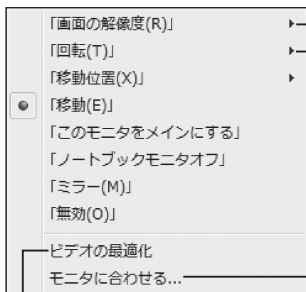 「画面の解像度(R)」
「回転(T)」
「移動位置(X)」
「移動(E)」
「このモニタをメインにする」
「ノートブックモニタオフ」
「ミラー(M)」
「無効(O)」
ビデオの最適化
モニタに合わせる...